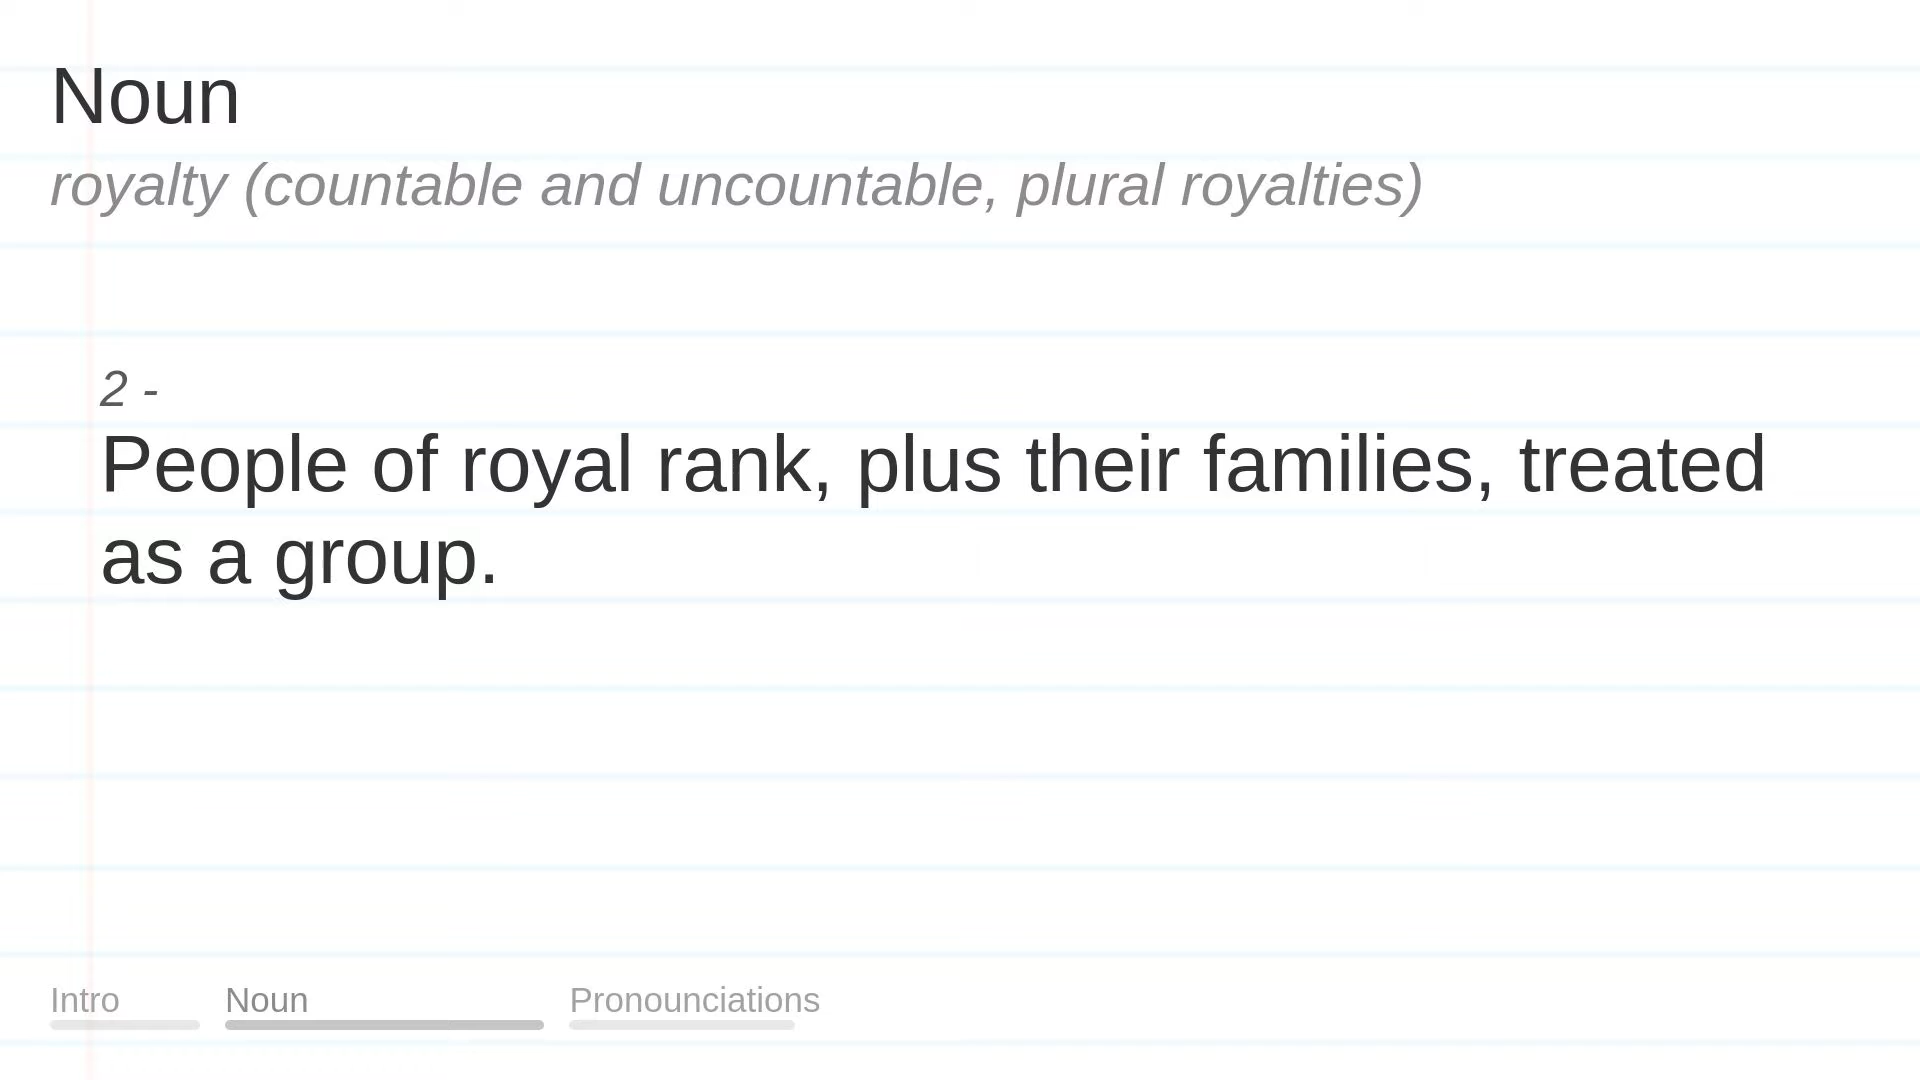 Noun
royalty (countable and uncountable, plural royalties)
2 -
People of royal rank, plus their families, treated
as a group.
Intro Noun Pronounciations